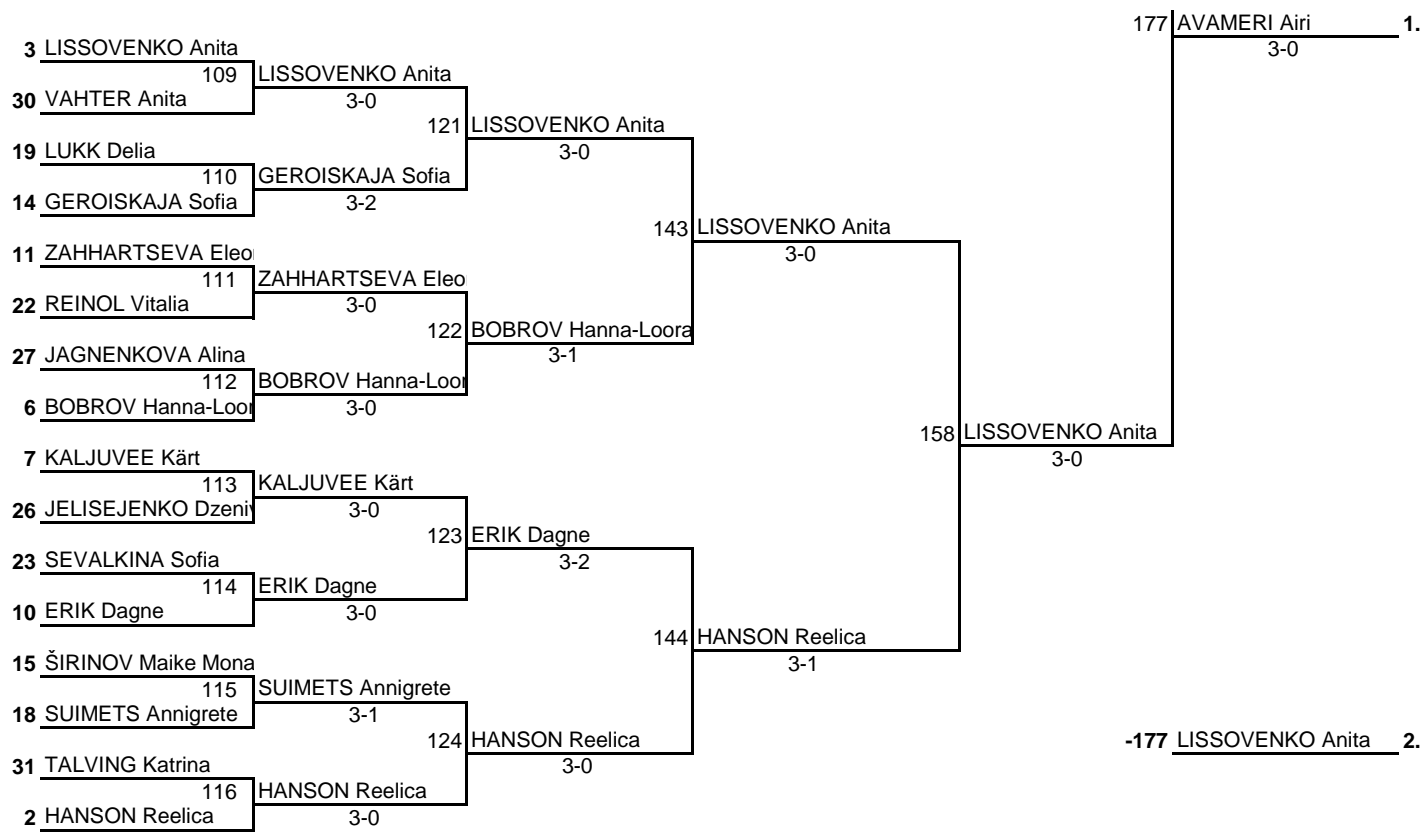 177 AVAMERI Airi 1.
3 LISSOVENKO Anita 3-0
109 LISSOVENKO Anita
30 VAHTER Anita 3-0
121 LISSOVENKO Anita
19 LUKK Delia 3-0
110 GEROISKAJA Sofia
14 GEROISKAJA Sofia 3-2
143 LISSOVENKO Anita
11 ZAHHARTSEVA Eleo 3-0
111 ZAHHARTSEVA Eleo
22 REINOL Vitalia 3-0
122 BOBROV Hanna-Loora
27 JAGNENKOVA Alina 3-1
112 BOBROV Hanna-Loor
6 BOBROV Hanna-Loor 3-0
158 LISSOVENKO Anita
7 KALJUVEE Kärt 3-0
113 KALJUVEE Kärt
26 JELISEJENKO Dzeni 3-0
123 ERIK Dagne
23 SEVALKINA Sofia 3-2
114 ERIK Dagne
10 ERIK Dagne 3-0
144 HANSON Reelica
15 ŠIRINOV Maike Mona 3-1
115 SUIMETS Annigrete
18 SUIMETS Annigrete 3-1
124 HANSON Reelica -177 LISSOVENKO Anita 2.
31 TALVING Katrina 3-0
116 HANSON Reelica
2 HANSON Reelica 3-0